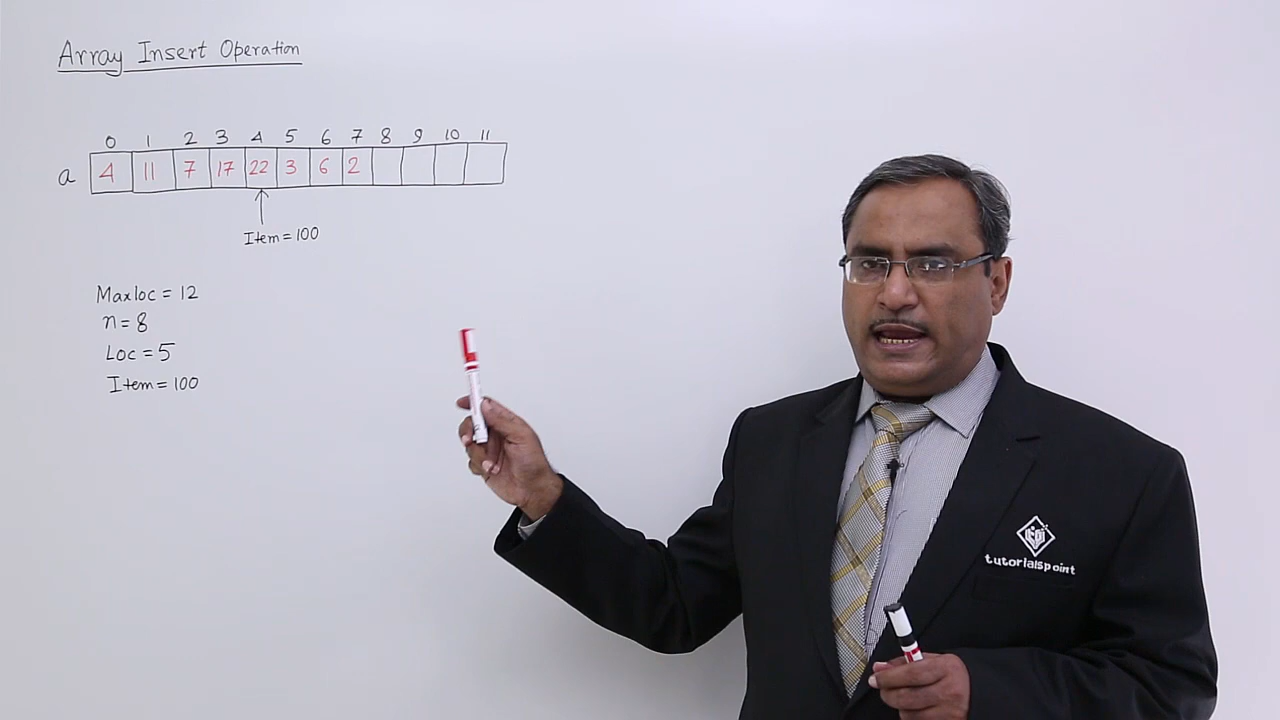 Array Insert Operation
0 1 2 3 4 5 6 7 8 9 10 11
a 4 11 7 17 22 3 6 2
Item = 100
Maxloc = 12
n = 8
Loc = 5
Item = 100
tutorialspoint